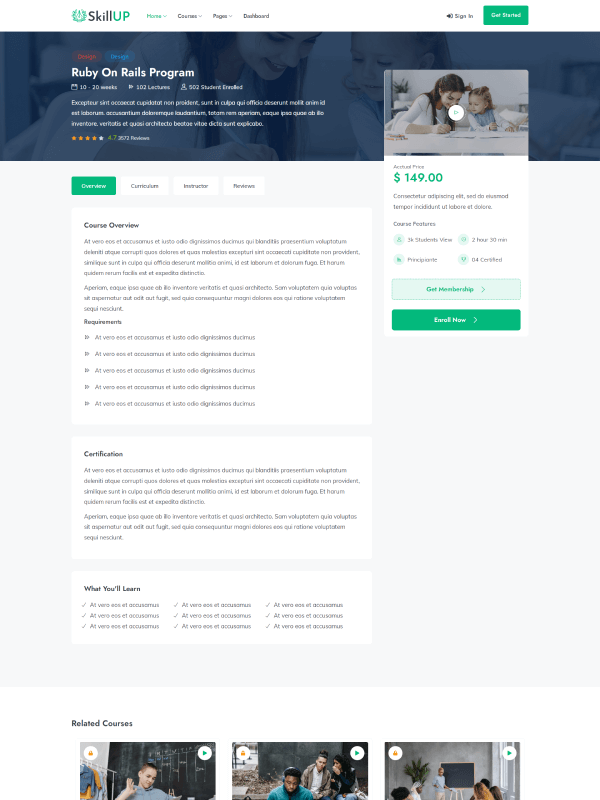 SkillUP
Home
Courses
Pages
Dashboard
Sign In
Get Started
Design
Design
Ruby On Rails Program
10 - 20 weeks
102 Lectures
502 Student Enrolled
Excepteur sint occaecat cupidatat non proident, sunt in culpa qui officia deserunt mollit anim id
est laborum. accusantium doloremque laudantium, totam rem aperiam, eaque ipsa quae ab illo
inventore. veritatis et quasi architecto beatae vitae dicta sunt explicabo.
4.7 3572 Reviews
Acctual Price
$ 149.00
Consectetur adipiscing elit, sed do eiusmod
tempor incididunt ut labore et dolore.
Course Features
3k Students View
2 hour 30 min
Principiante
04 Certified
Get Membership
Enroll Now
Overview
Curriculum
Instructor
Reviews
Course Overview
At vero eos et accusamus et iusto odio dignissimos ducimus qui blanditiis praesentium voluptatum
deleniti atque corrupti quos dolores et quas molestias excepturi sint occaecati cupiditate non provident,
similique sunt in culpa qui officia deserunt mollitia animi, id est laborum et dolorum fuga. Et harum
quidem rerum facilis est et expedita distinctio.
Aperiam, eaque ipsa quae ab illo inventore veritatis et quasi architecto. Sam voluptatem quia voluptas
sit aspernatur aut odit aut fugit, sed quia consequuntur magni dolores eos qui ratione voluptatem
sequi nesciunt.
Requirements
At vero eos et accusamus et iusto odio dignissimos ducimus
At vero eos et accusamus et iusto odio dignissimos ducimus
At vero eos et accusamus et iusto odio dignissimos ducimus
At vero eos et accusamus et iusto odio dignissimos ducimus
At vero eos et accusamus et iusto odio dignissimos ducimus
Certification
At vero eos et accusamus et iusto odio dignissimos ducimus qui blanditiis praesentium voluptatum
deleniti atque corrupti quos dolores et quas molestias excepturi sint occaecati cupiditate non provident,
similique sunt in culpa qui officia deserunt mollitia animi, id est laborum et dolorum fuga. Et harum
quidem rerum facilis est et expedita distinctio.
Aperiam, eaque ipsa quae ab illo inventore veritatis et quasi architecto. Sam voluptatem quia voluptas
sit aspernatur aut odit aut fugit, sed quia consequuntur magni dolores eos qui ratione voluptatem
sequi nesciunt.
What You'll Learn
At vero eos et accusamus At vero eos et accusamus At vero eos et accusamus
At vero eos et accusamus At vero eos et accusamus At vero eos et accusamus
At vero eos et accusamus At vero eos et accusamus At vero eos et accusamus
Related Courses